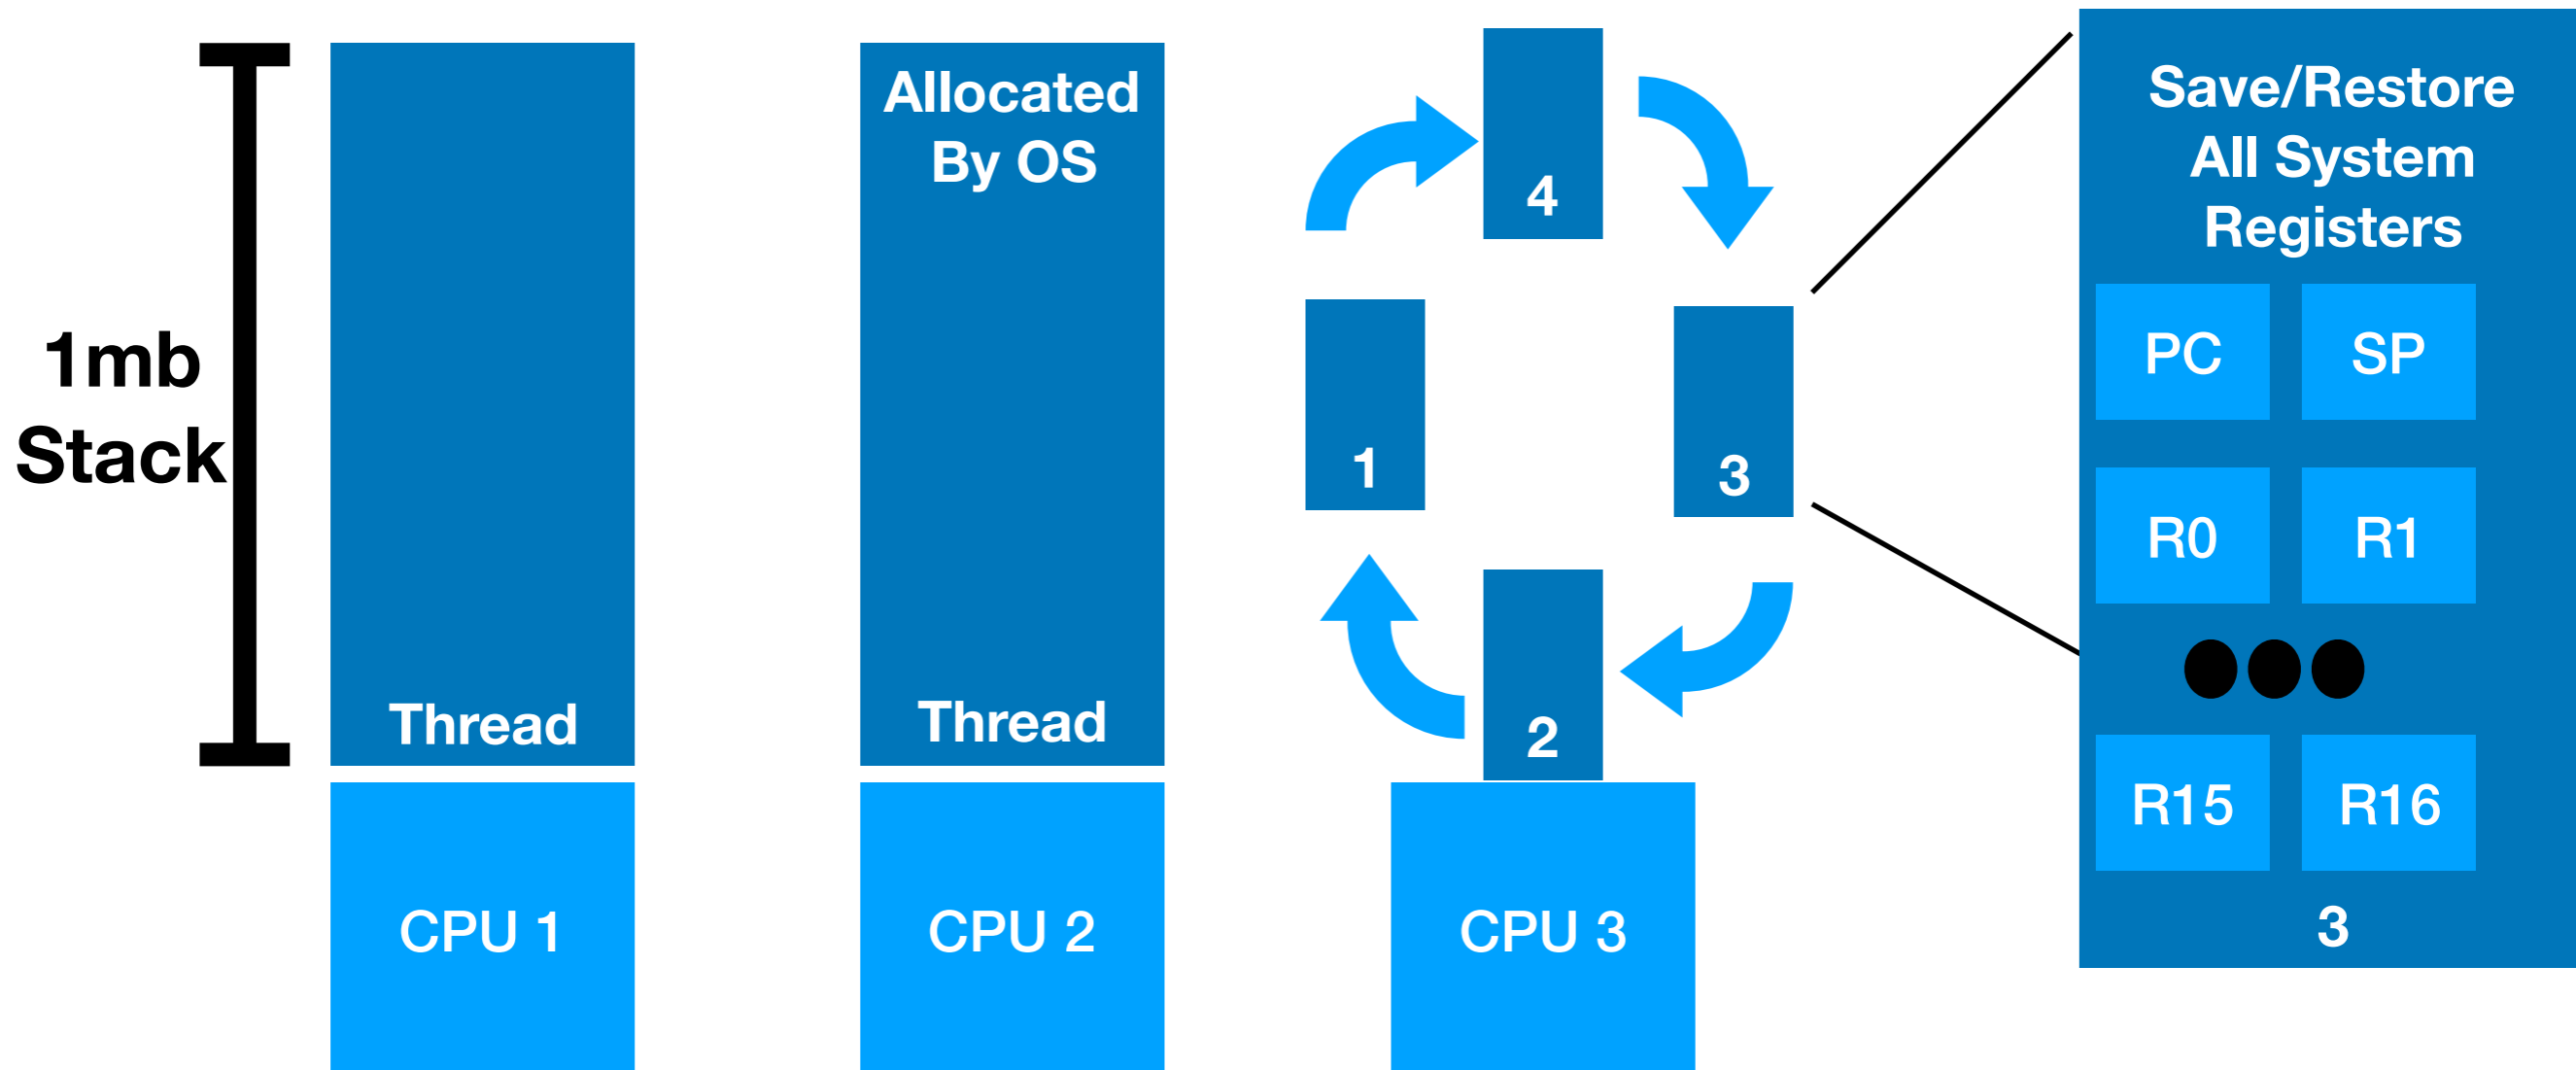 1mb
Stack
Thread
CPU 1
Allocated
By OS
Thread
CPU 2
4
1
3
2
CPU 3
Save/Restore
All System
Registers
PC SP
R0 R1
R15 R16
3